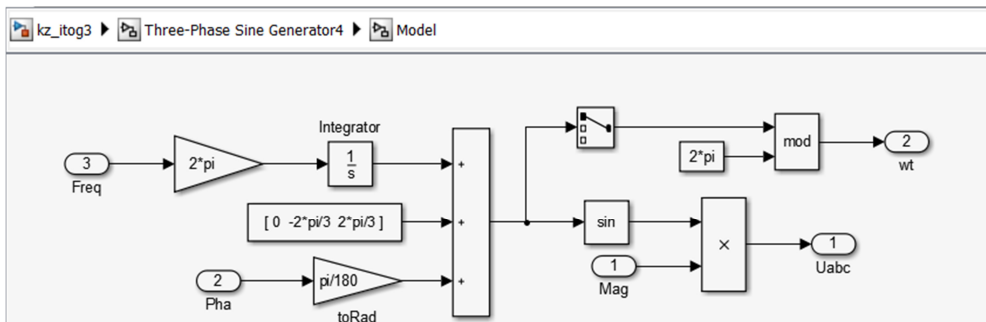 kz_itog3 Three-Phase Sine Generator4 Model
Integrator
3
Freq
2*pi
1
s
+
[ 0 -2*pi/3 2*pi/3 ]
+
2
Pha
pi/180
toRad
+
2*pi
mod
2
wt
sin
1
Mag
×
1
Uabc